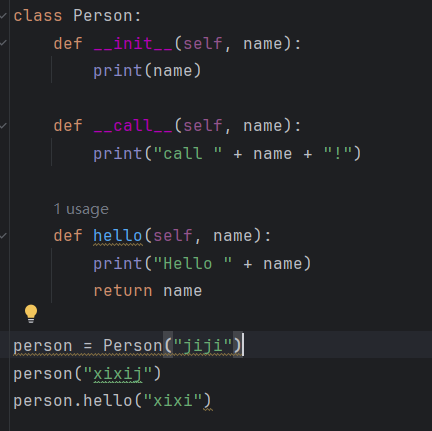 class Person:
    def __init__(self, name):
        print(name)
    def __call__(self, name):
        print("call " + name + "!")
    1 usage
    def hello(self, name):
        print("Hello " + name)
        return name
person = Person("jiji")
person("xixij")
person.hello("xixi")